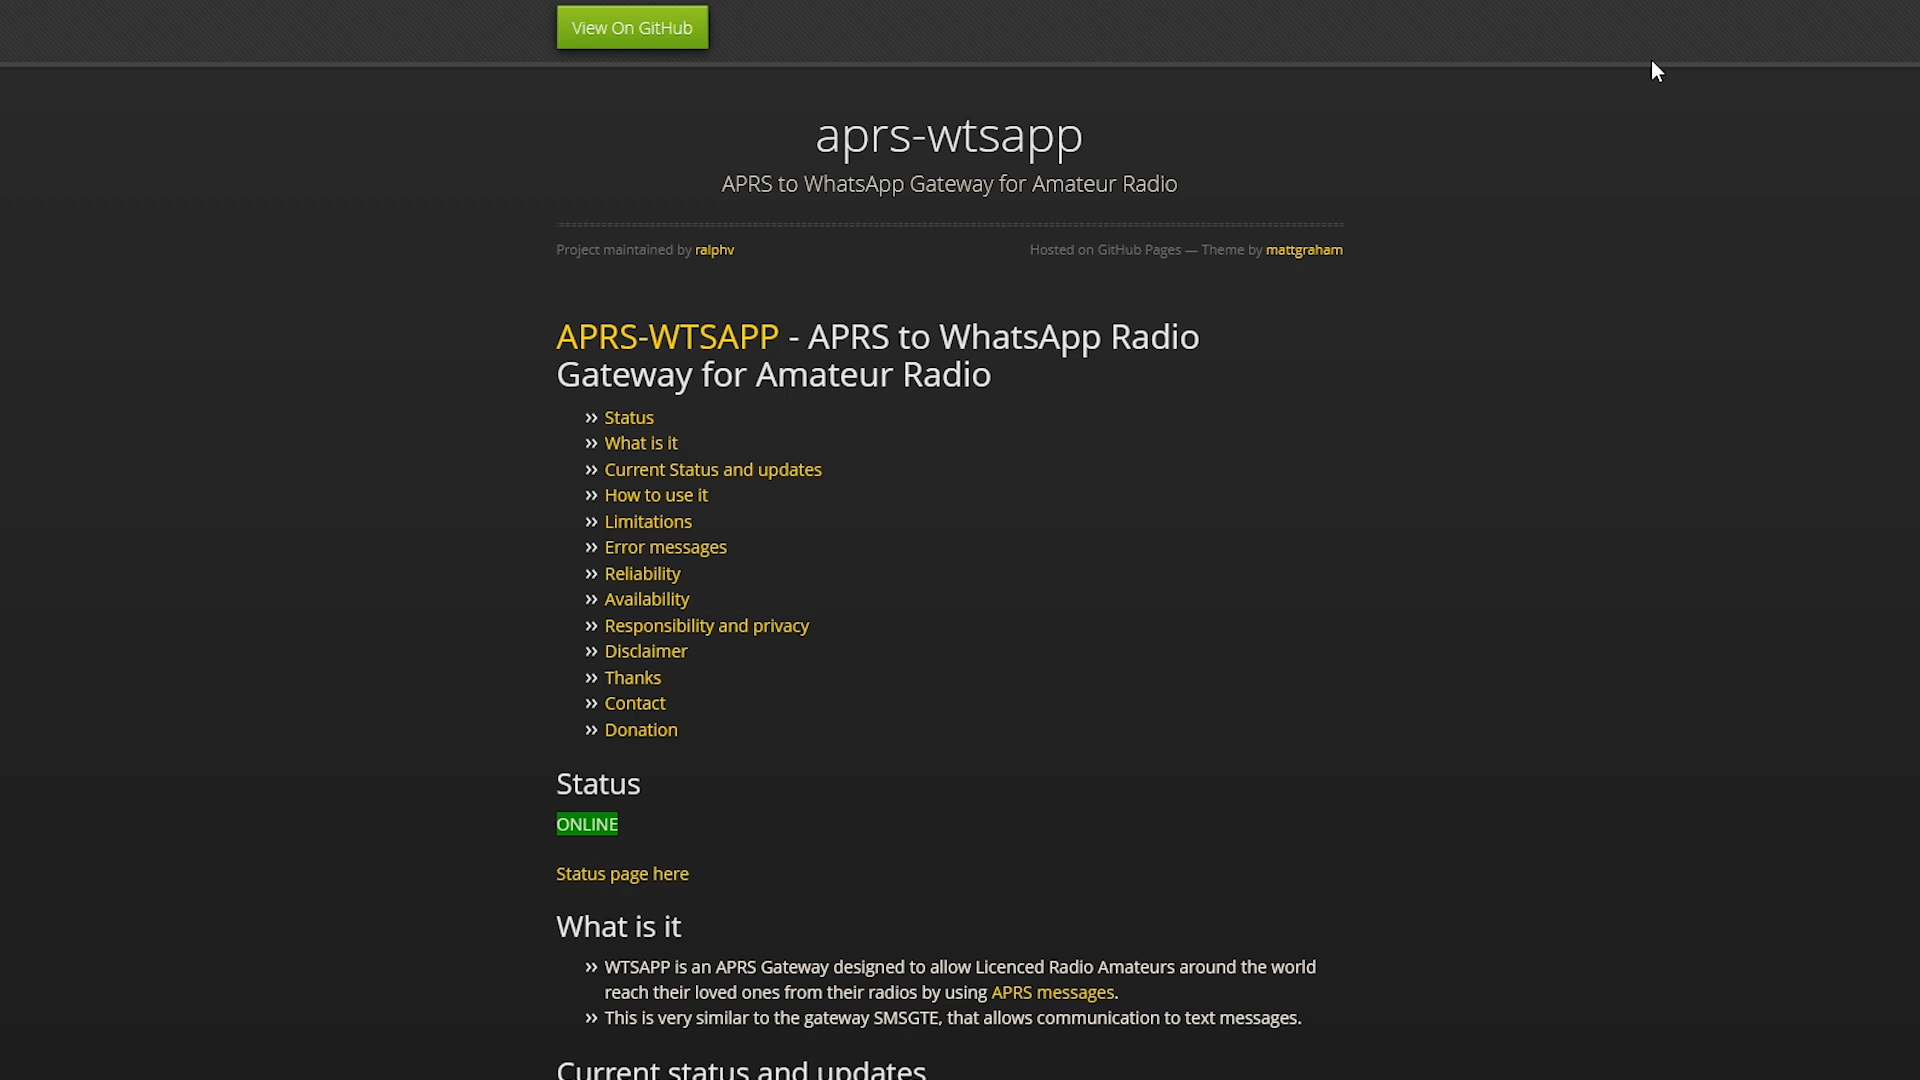 View On GitHub
aprs-wtsapp
APRS to WhatsApp Gateway for Amateur Radio
Project maintained by ralphv
Hosted on GitHub Pages — Theme by mattgraham
APRS-WTSAPP - APRS to WhatsApp Radio
Gateway for Amateur Radio
» Status
» What is it
» Current Status and updates
» How to use it
» Limitations
» Error messages
» Reliability
» Availability
» Responsibility and privacy
» Disclaimer
» Thanks
» Contact
» Donation
Status
ONLINE
Status page here
What is it
» WTSAPP is an APRS Gateway designed to allow Licenced Radio Amateurs around the world
reach their loved ones from their radios by using APRS messages.
» This is very similar to the gateway SMSGTE, that allows communication to text messages.
Current status and updates